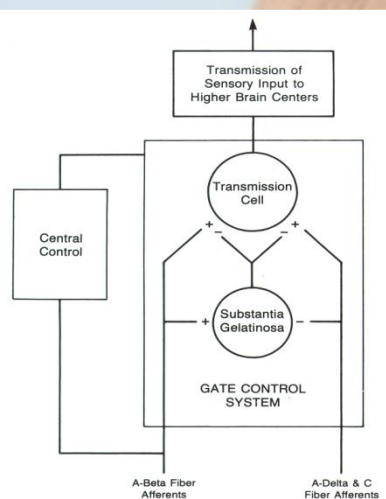 Transmission of
Sensory Input to
Higher Brain Centers
Transmission
Cell
+ − − +
Central
Control
+ Substantia −
Gelatinosa
GATE CONTROL
SYSTEM
A-Beta Fiber
Afferents
A-Delta & C
Fiber Afferents